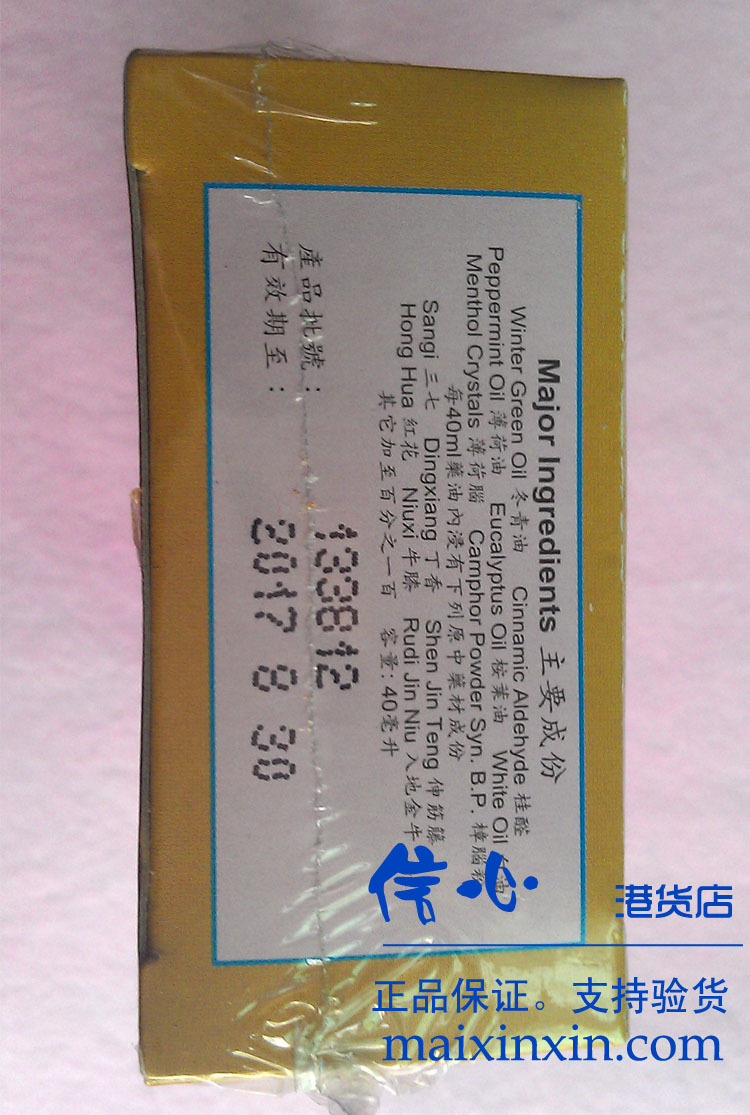 Major Ingredients 主要成份
Winter Green Oil 冬青油 Cinnamic Aldehyde 桂醛
Peppermint Oil 薄荷油 Eucalyptus Oil 桉葉油 White Oil 白油
Menthol Crystals 薄荷腦 Camphor Powder Syn. B.P. 樟腦粉
每40ml藥油內浸有下列原中藥材成份
Sangi 三七 Dingxiang 丁香 Shen Jin Teng 伸筋藤
Hong Hua 紅花 Niuxi 牛膝 Rudi Jin Niu 入地金牛
其它加至百分之一百 容量:40毫升
產品批號: 133612
有效期至: 2017 8 30
信心 港货店
正品保证。支持验货
maixinxin.com